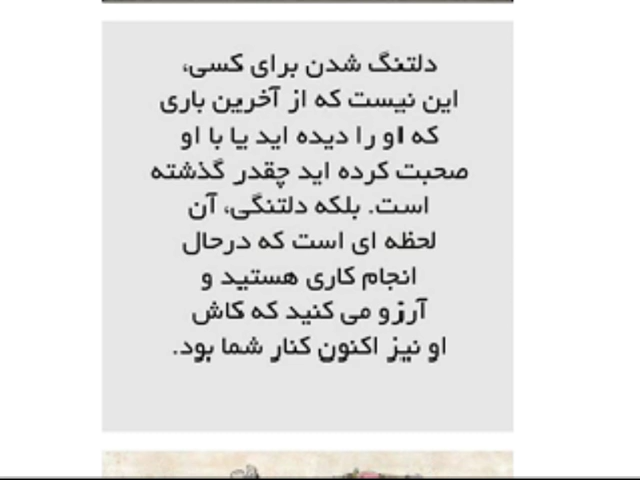 دلتنگ شدن برای کسی،
این نیست که از آخرین باری
که او را دیده اید یا با او
صحبت کرده اید چقدر گذشته
است. بلکه دلتنگی، آن
لحظه ای است که درحال
انجام کاری هستید و
آرزو می کنید که کاش
او نیز اکنون کنار شما بود.